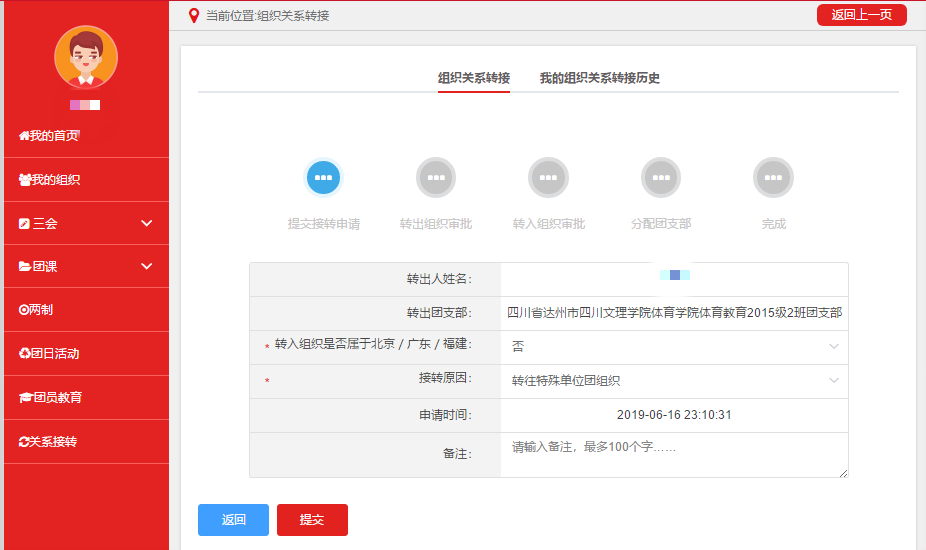 当前位置:组织关系转接
返回上一页
我的首页
我的组织
三会
团课
两制
团日活动
团员教育
关系接转
组织关系转接
我的组织关系转接历史
提交接转申请
转出组织审批
转入组织审批
分配团支部
完成
转出人姓名:
转出团支部: 四川省达州市四川文理学院体育学院体育教育2015级2班团支部
* 转入组织是否属于北京 / 广东 / 福建: 否
* 接转原因: 转往特殊单位团组织
申请时间: 2019-06-16 23:10:31
备注: 请输入备注，最多100个字……
返回
提交